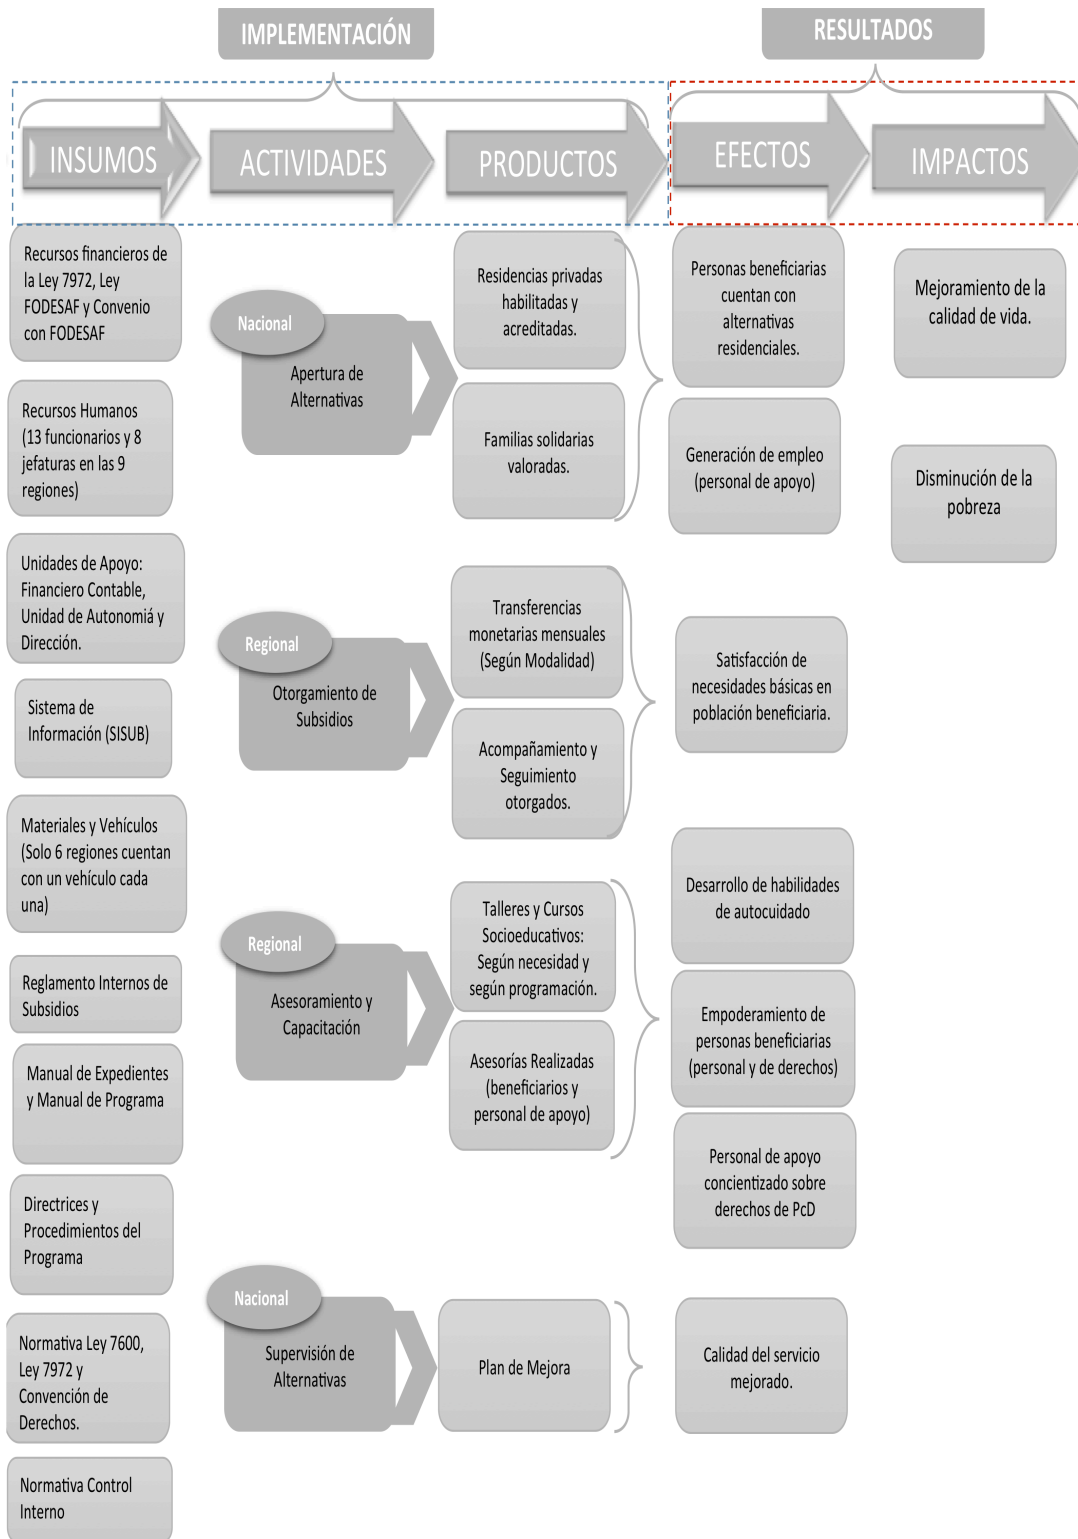 IMPLEMENTACIÓN
RESULTADOS
INSUMOS
ACTIVIDADES
PRODUCTOS
EFECTOS
IMPACTOS
Recursos financieros de
la Ley 7972, Ley
FODESAF y Convenio
con FODESAF
Recursos Humanos
(13 funcionarios y 8
jefaturas en las 9
regiones)
Unidades de Apoyo:
Financiero Contable,
Unidad de Autonomiá y
Dirección.
Sistema de
Información (SISUB)
Materiales y Vehículos
(Solo 6 regiones cuentan
con un vehículo cada
una)
Reglamento Internos de
Subsidios
Manual de Expedientes
y Manual de Programa
Directrices y
Procedimientos del
Programa
Normativa Ley 7600,
Ley 7972 y
Convención de
Derechos.
Normativa Control
Interno
Nacional
Apertura de
Alternativas
Regional
Otorgamiento de
Subsidios
Regional
Asesoramiento y
Capacitación
Nacional
Supervisión de
Alternativas
Residencias privadas
habilitadas y
acreditadas.
Familias solidarias
valoradas.
Transferencias
monetarias mensuales
(Según Modalidad)
Acompañamiento y
Seguimiento
otorgados.
Talleres y Cursos
Socioeducativos:
Según necesidad y
según programación.
Asesorías Realizadas
(beneficiarios y
personal de apoyo)
Plan de Mejora
Personas beneficiarias
cuentan con
alternativas
residenciales.
Generación de empleo
(personal de apoyo)
Satisfacción de
necesidades básicas en
población beneficiaria.
Desarrollo de habilidades
de autocuidado
Empoderamiento de
personas beneficiarias
(personal y de derechos)
Personal de apoyo
concientizado sobre
derechos de PcD
Calidad del servicio
mejorado.
Mejoramiento de la
calidad de vida.
Disminución de la
pobreza